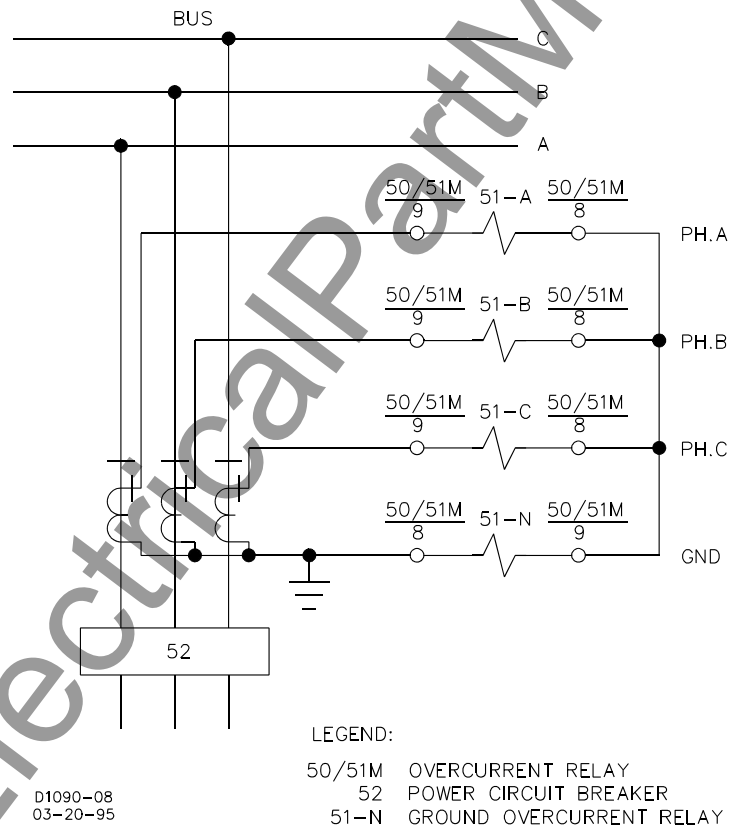 BUS
C
B
A
50/51M 51-A 50/51M
9 8
PH.A
50/51M 51-B 50/51M
9 8
PH.B
50/51M 51-C 50/51M
9 8
PH.C
50/51M 51-N 50/51M
8 9
GND
52
LEGEND:
50/51M OVERCURRENT RELAY
52 POWER CIRCUIT BREAKER
51-N GROUND OVERCURRENT RELAY
D1090-08
03-20-95
ElectricalPartM